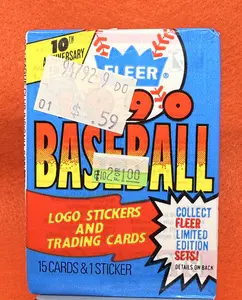 10TH
ANNIVERSARY
FLEER
01
$ .59
90
BASEBALL
LOGO STICKERS
AND
TRADING CARDS
COLLECT
FLEER
LIMITED
EDITION
SETS!
DETAILS ON BACK
15 CARDS & 1 STICKER